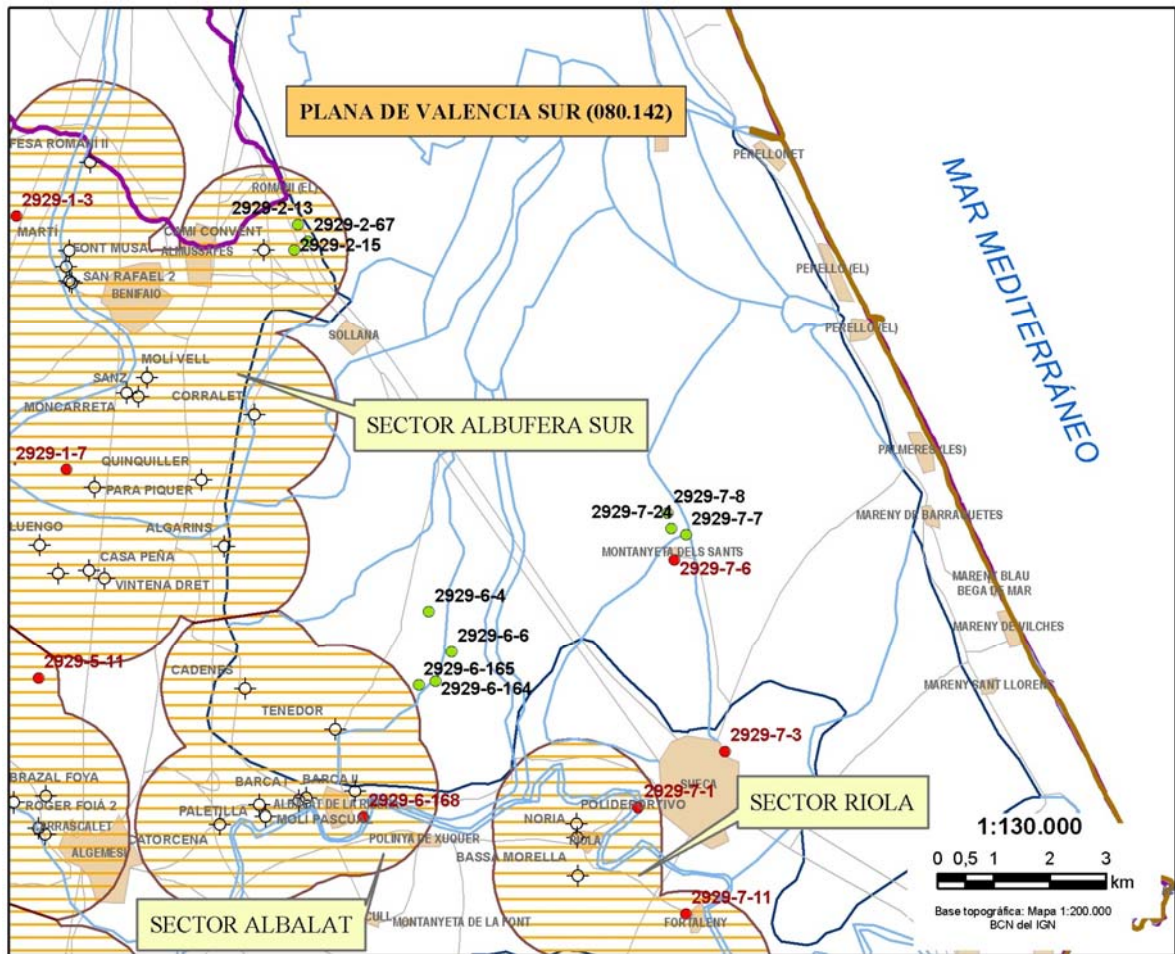 PLANA DE VALENCIA SUR (080.142)
PERELLONET
FESA ROMANÍ II
ROMANI (EL)
2929-1-3
2929-2-13
MARTÍ
CAMÍ CONVENT
2929-2-67
FONT MUSA
ALMUSSAFES
2929-2-15
SAN RAFAEL 2
BENIFAIO
PERELLO (EL)
PERELLO (EL)
SOLLANA
MAR MEDITERRÁNEO
MOLÍ VELL
SANZ
MONCARRETA
CORRALET
SECTOR ALBUFERA SUR
PALMERES (LES)
2929-1-7
QUINQUILLER
PARA PIQUER
2929-7-8
2929-7-24
2929-7-7
MARENY DE BARRAQUETES
LUENGO
ALGARINS
MONTANYETA DELS SANTS
CASA PEÑA
2929-7-6
VINTENA DRET
MARENY BLAU
BEGA DE MAR
2929-6-4
MARENY DE VILCHES
2929-6-6
2929-5-11
CADENES
2929-6-165
2929-6-164
MARENY SANT LLORENS
TENEDOR
2929-7-3
BRAZAL FOYA
BARCA I
BARCA II
SUECA
2929-7-1
SECTOR RIOLA
ROGER FOIÁ 2
PALETILLA
2929-6-168
POLIDEPORTIVO
NORIA
MOLÍ PASCUAL
CARRASCALET
CATORCENA
POLINYA DE XUQUER
RIOLA
ALGEMESI
BASSA MORELLA
1:130.000
0 0,5 1 2 3
km
2929-7-11
SECTOR ALBALAT
MONTANYETA DE LA FONT
FORTALENY
Base topográfica: Mapa 1:200.000
BCN del IGN